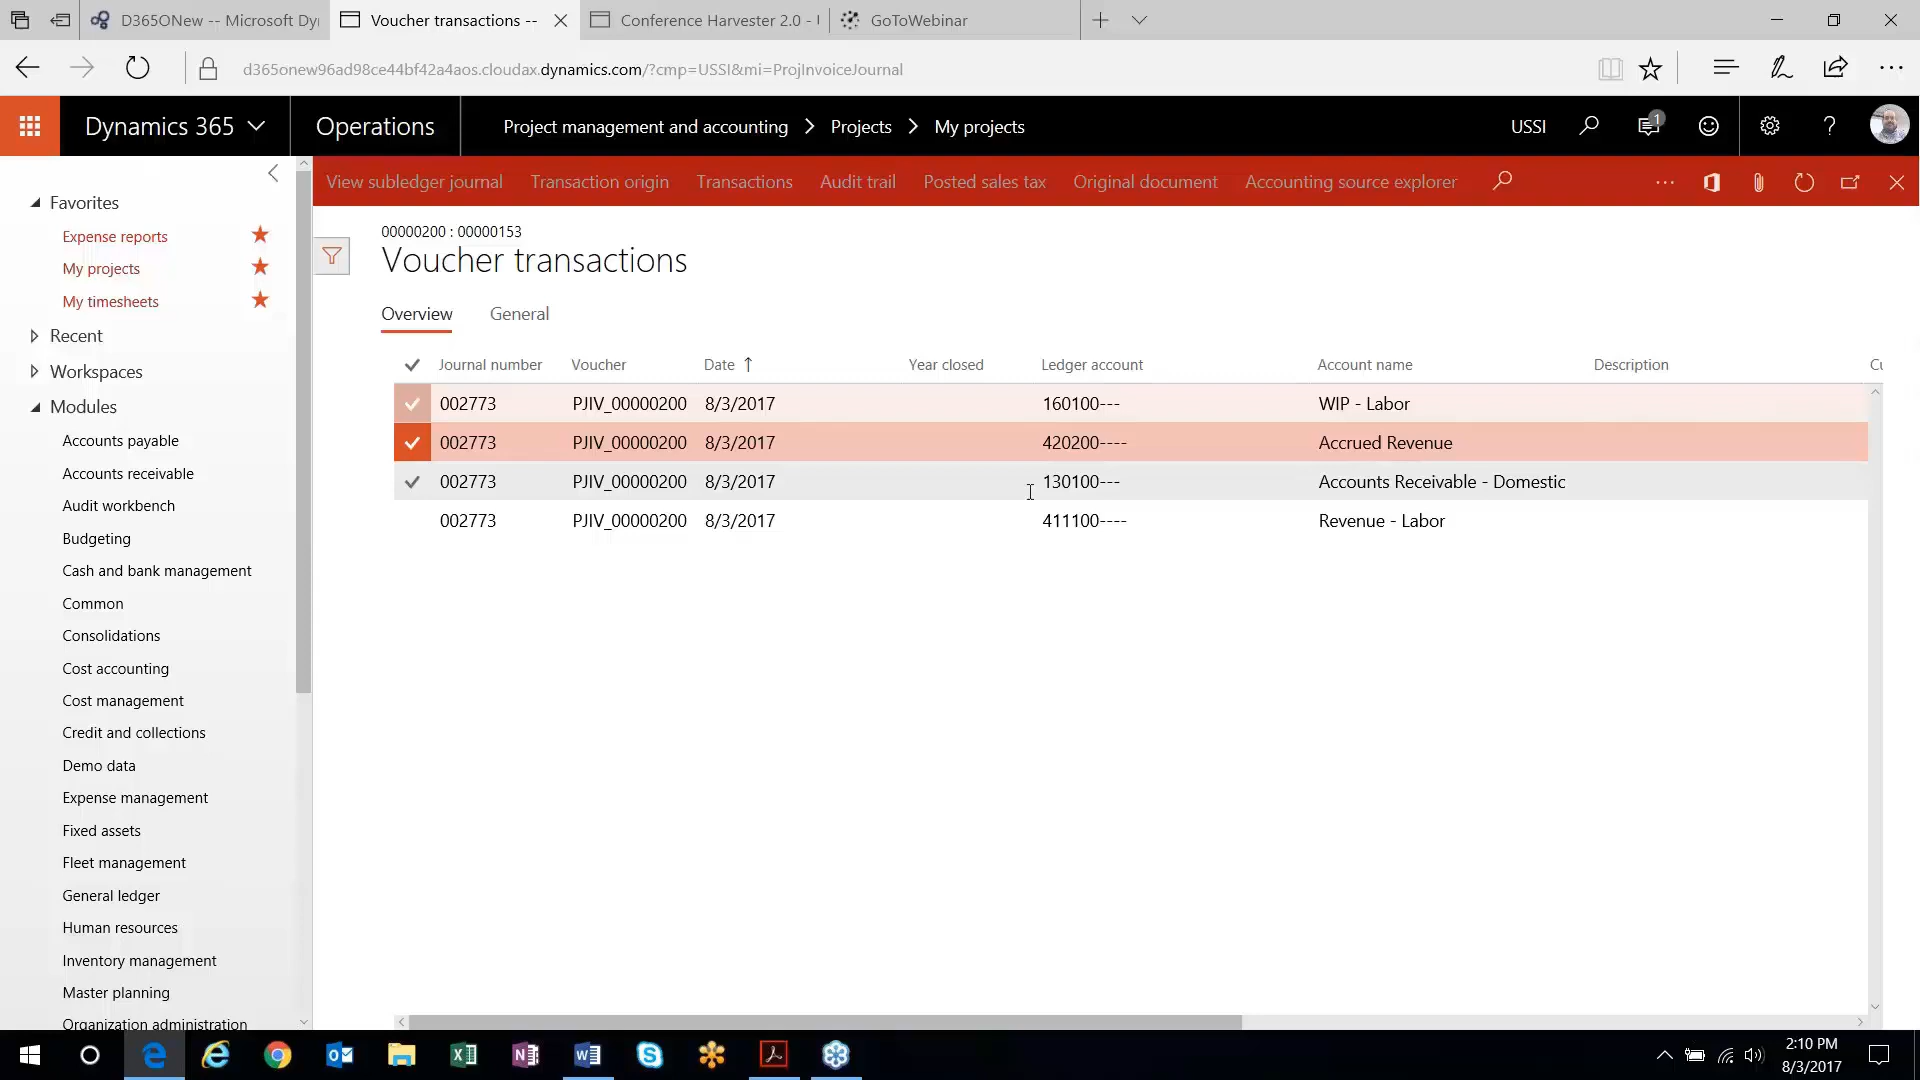 D365ONew -- Microsoft Dyn
Voucher transactions --
Conference Harvester 2.0 -
GoToWebinar
d365onew96ad98ce44bf42a4aos.cloudax.dynamics.com/?cmp=USSI&mi=ProjInvoiceJournal
Dynamics 365
Operations
Project management and accounting > Projects > My projects
USSI
1
?
View subledger journal
Transaction origin
Transactions
Audit trail
Posted sales tax
Original document
Accounting source explorer
Favorites
Expense reports
My projects
My timesheets
Recent
Workspaces
Modules
Accounts payable
Accounts receivable
Audit workbench
Budgeting
Cash and bank management
Common
Consolidations
Cost accounting
Cost management
Credit and collections
Demo data
Expense management
Fixed assets
Fleet management
General ledger
Human resources
Inventory management
Master planning
Organization administration
00000200 : 00000153
Voucher transactions
Overview General
Journal number Voucher Date Year closed Ledger account Account name Description Cu
002773 PJIV_00000200 8/3/2017 160100--- WIP - Labor
002773 PJIV_00000200 8/3/2017 420200---- Accrued Revenue
002773 PJIV_00000200 8/3/2017 130100--- Accounts Receivable - Domestic
002773 PJIV_00000200 8/3/2017 411100---- Revenue - Labor
2:10 PM
8/3/2017